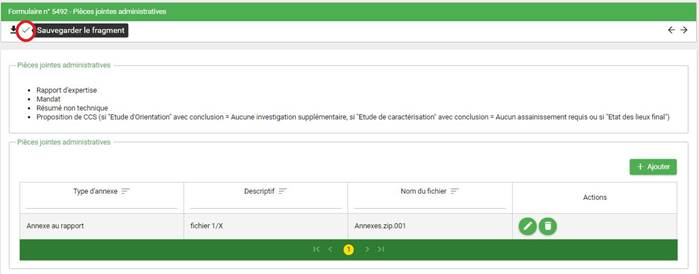 Formulaire n° 5492 - Pièces jointes administratives
Sauvegarder le fragment
Pièces jointes administratives
Rapport d'expertise
Mandat
Résumé non technique
Proposition de CCS (si "Etude d'Orientation" avec conclusion = Aucune investigation supplémentaire, si "Etude de caractérisation" avec conclusion = Aucun assainissement requis ou si "Etat des lieux final")
Pièces jointes administratives
+ Ajouter
Type d'annexe Descriptif Nom du fichier Actions
Annexe au rapport fichier 1/X Annexes.zip.001
1